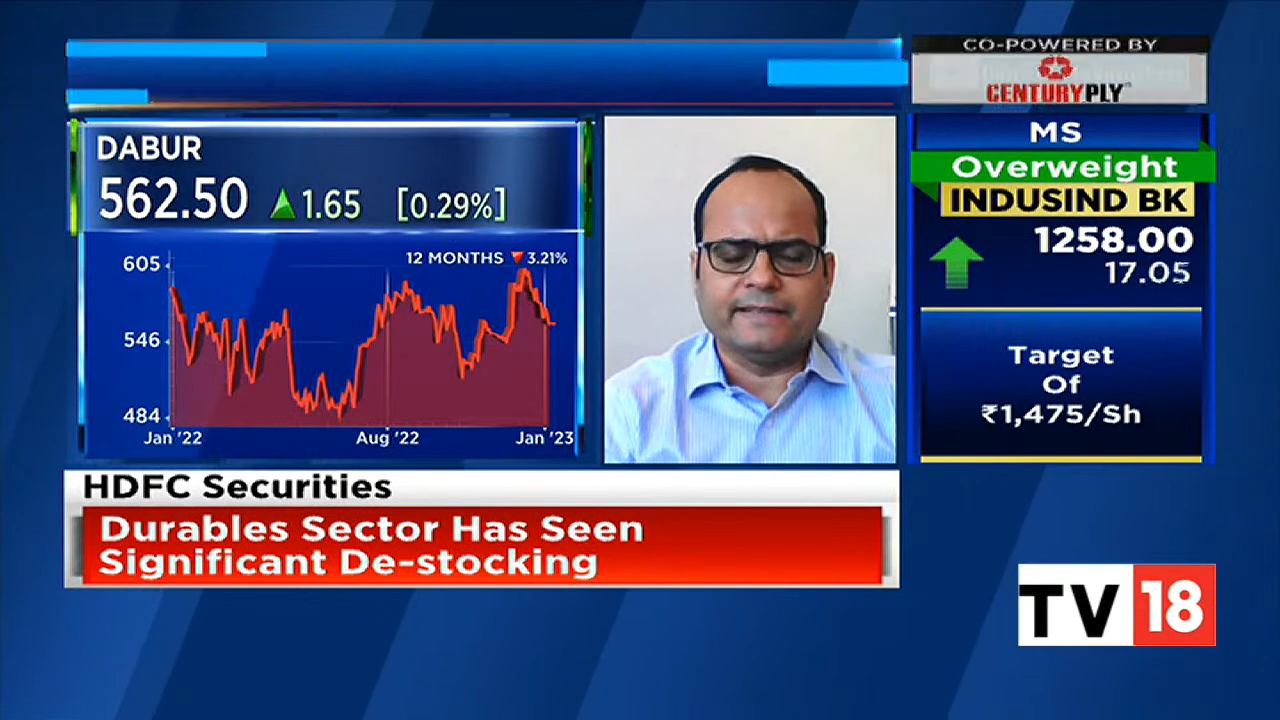 CO-POWERED BY
CENTURYPLY
DABUR
562.50 ▲ 1.65 [0.29%]
12 MONTHS ▼ 3.21%
605
546
484
Jan '22 Aug '22 Jan '23
MS
Overweight
INDUSIND BK
1258.00
17.05
Target
Of
₹1,475/Sh
HDFC Securities
Durables Sector Has Seen
Significant De-stocking
TV 18